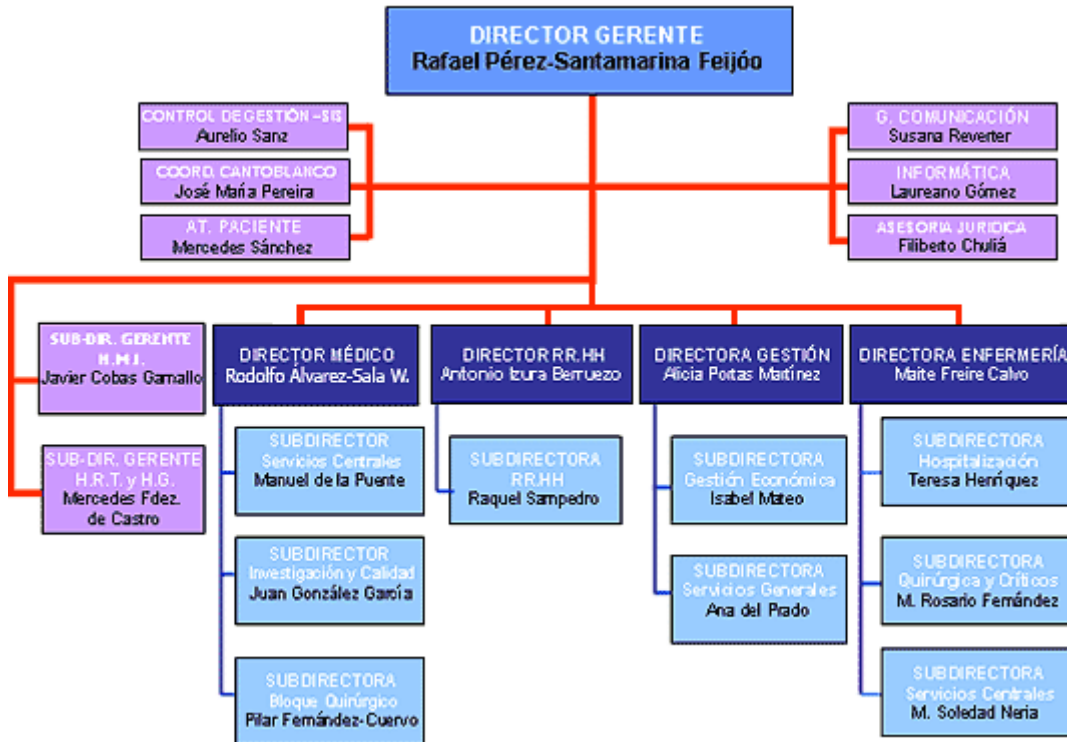 DIRECTOR GERENTE
Rafael Pérez-Santamarina Feijóo
CONTROL DE GESTIÓN -SIS
Aurelio Sanz
COORD. CANTOBLANCO
José María Pereira
AT. PACIENTE
Mercedes Sánchez
G. COMUNICACIÓN
Susana Reverter
INFORMÁTICA
Laureano Gómez
ASESORIA JURIDICA
Filiberto Chuliá
SUB-DIR. GERENTE
H.M.I.
Javier Cobas Gamallo
SUB-DIR. GERENTE
H.R.T. y H.G.
Mercedes Fdez.
de Castro
DIRECTOR MÉDICO
Rodolfo Álvarez-Sala W.
SUBDIRECTOR
Servicios Centrales
Manuel de la Puente
SUBDIRECTOR
Investigación y Calidad
Juan González García
SUBDIRECTORA
Bloque Quirúrgico
Pilar Fernández-Cuervo
DIRECTOR RR.HH
Antonio Izura Berruezo
SUBDIRECTORA
RR.HH
Raquel Sampedro
DIRECTORA GESTIÓN
Alicia Portas Martínez
SUBDIRECTORA
Gestión Económica
Isabel Mateo
SUBDIRECTORA
Servicios Generales
Ana del Prado
DIRECTORA ENFERMERÍA
Maite Freire Calvo
SUBDIRECTORA
Hospitalización
Teresa Henríquez
SUBDIRECTORA
Quirúrgica y Críticos
M. Rosario Fernández
SUBDIRECTORA
Servicios Centrales
M. Soledad Neria